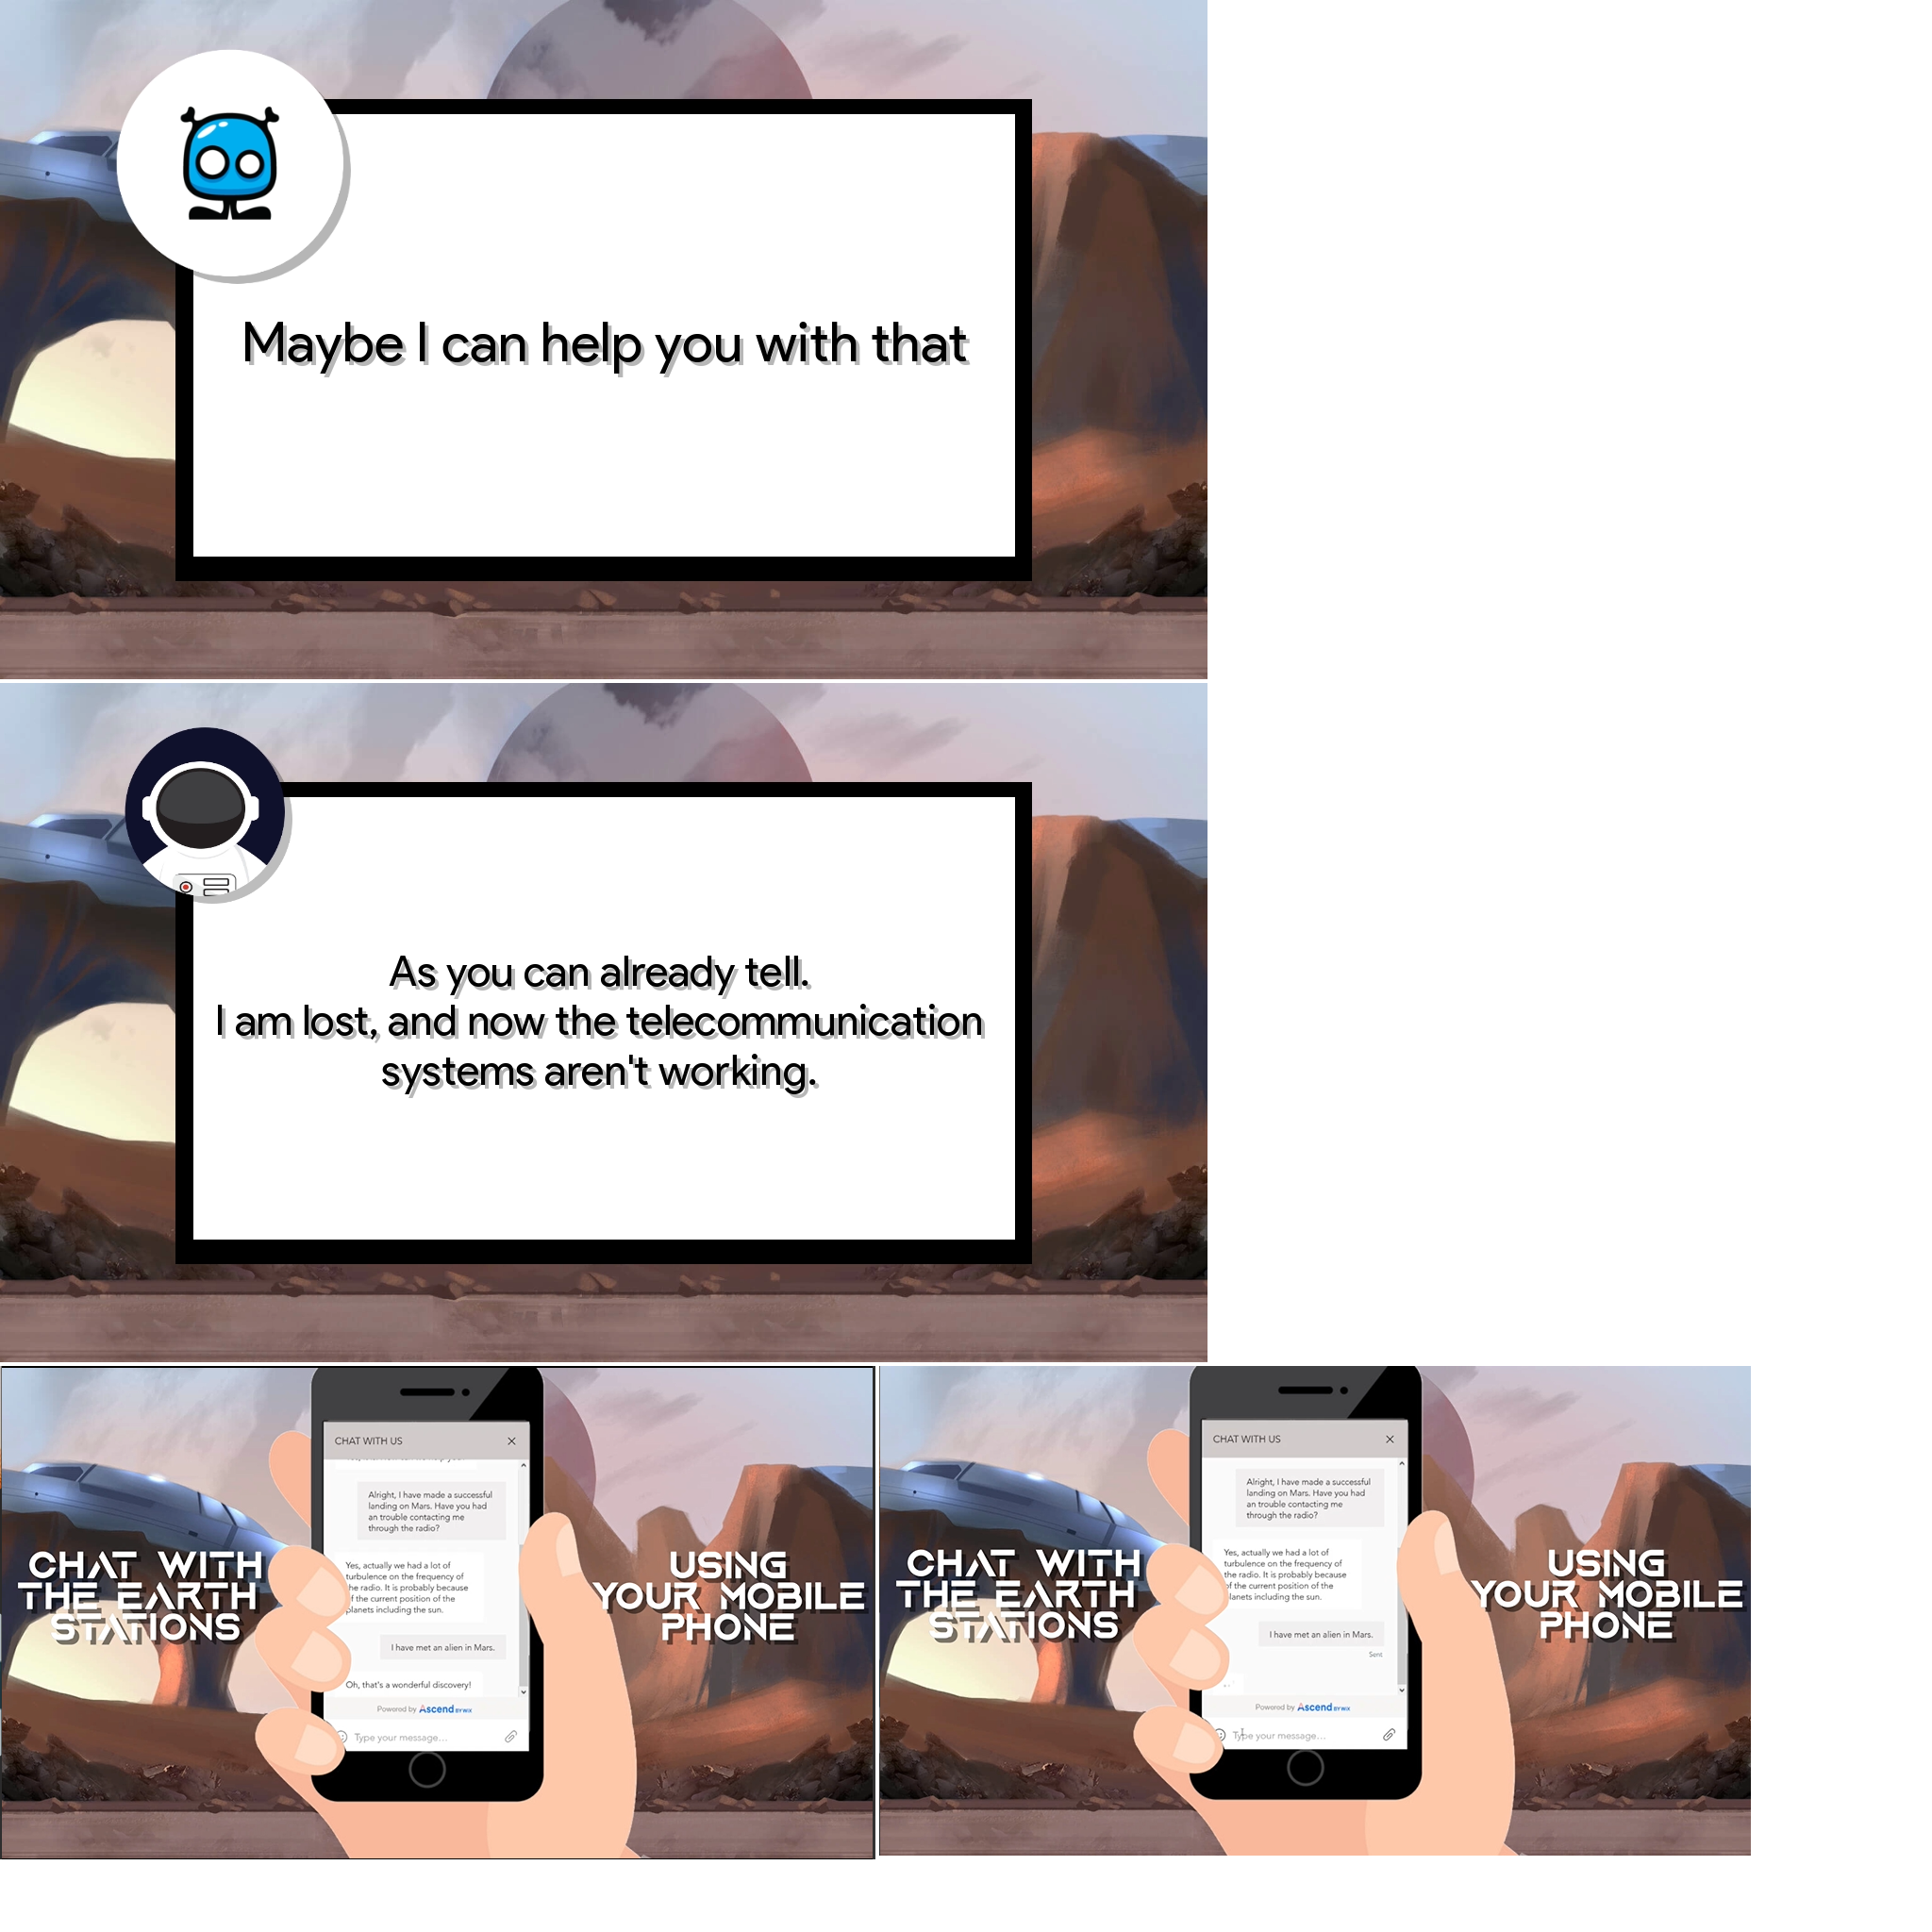 Maybe I can help you with that
As you can already tell.
I am lost, and now the telecommunication
systems aren't working.
CHAT WITH
THE EARTH
STATIONS
CHAT WITH US
Alright, I have made a successful
landing on Mars. Have you had
an trouble contacting me
through the radio?
Yes, actually we had a lot of
turbulence on the frequency of
the radio. It is probably because
of the current position of the
planets including the sun.
I have met an alien in Mars.
Oh, that's a wonderful discovery!
Powered by Ascend BY WIX
Type your message...
USING
YOUR MOBILE
PHONE
CHAT WITH
THE EARTH
STATIONS
CHAT WITH US
Alright, I have made a successful
landing on Mars. Have you had
an trouble contacting me
through the radio?
Yes, actually we had a lot of
turbulence on the frequency of
the radio. It is probably because
of the current position of the
planets including the sun.
I have met an alien in Mars.
Sent
Powered by Ascend BY WIX
Type your message...
USING
YOUR MOBILE
PHONE